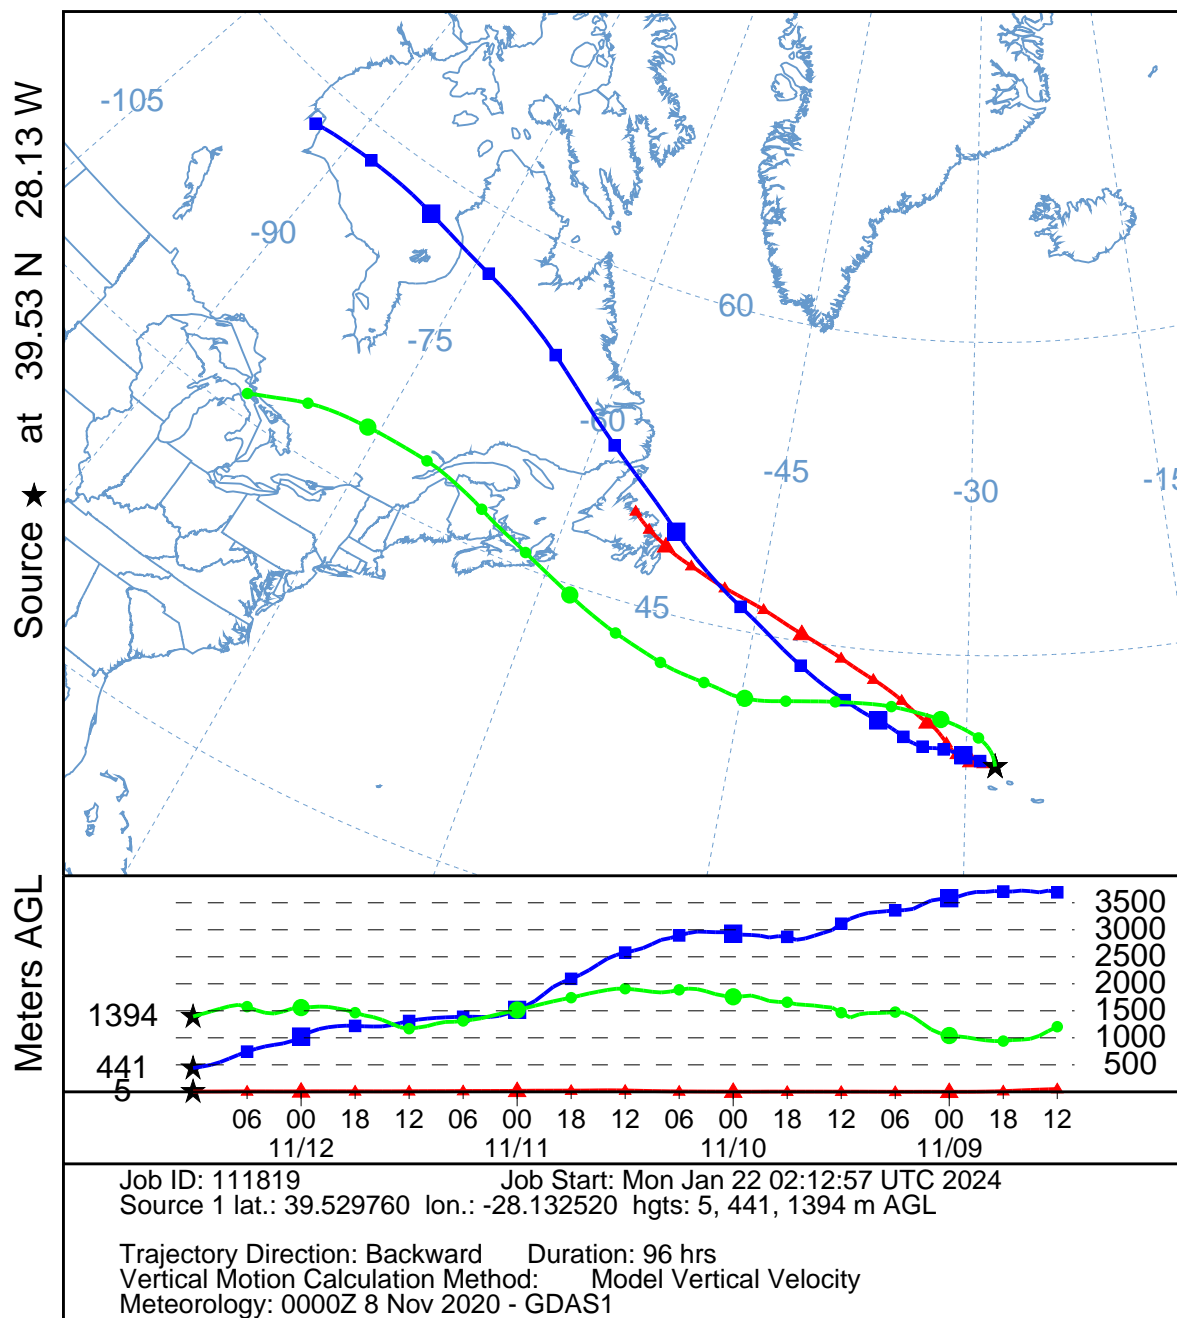 Source ★ at 39.53 N 28.13 W
-105
-90
-75
-60
-45
-30
-15
60
45
Meters AGL
1394
441
5
3500
3000
2500
2000
1500
1000
500
06 00 18 12 06 00 18 12 06 00 18 12 06 00 18 12
11/12 11/11 11/10 11/09
Job ID: 111819 Job Start: Mon Jan 22 02:12:57 UTC 2024
Source 1 lat.: 39.529760 lon.: -28.132520 hgts: 5, 441, 1394 m AGL
Trajectory Direction: Backward Duration: 96 hrs
Vertical Motion Calculation Method: Model Vertical Velocity
Meteorology: 0000Z 8 Nov 2020 - GDAS1